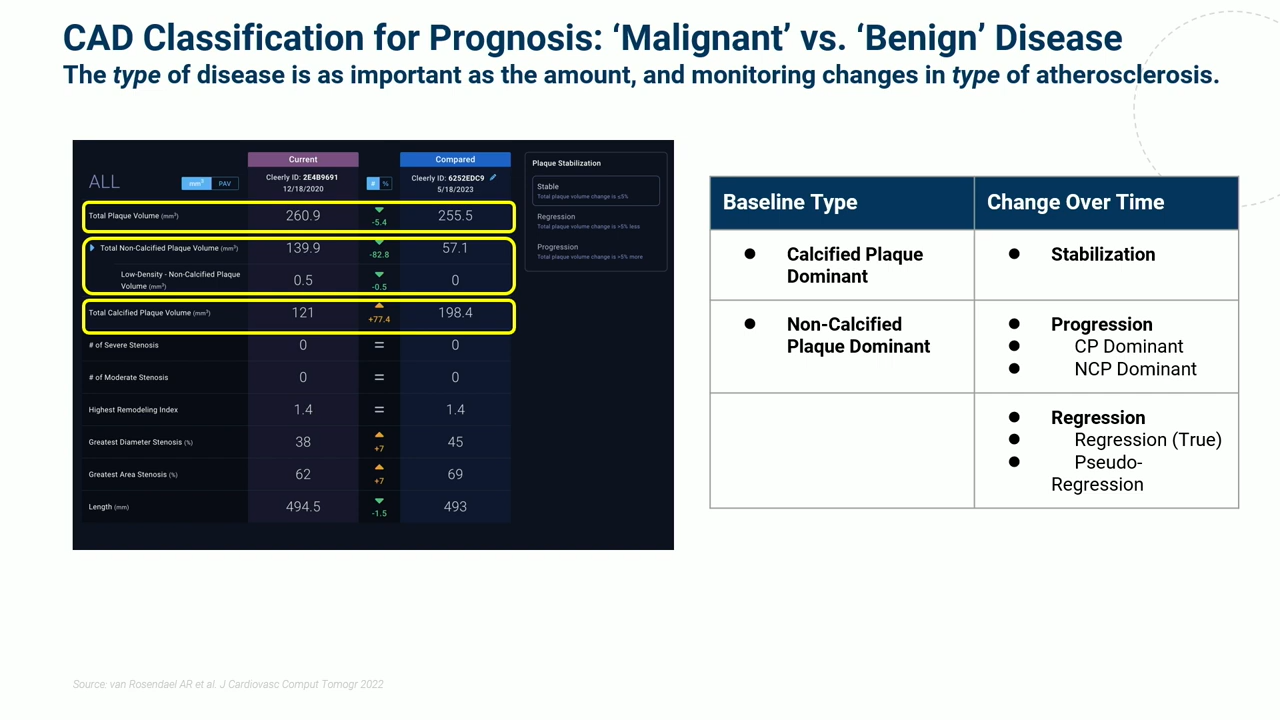 CAD Classification for Prognosis: ‘Malignant’ vs. ‘Benign’ Disease
The type of disease is as important as the amount, and monitoring changes in type of atherosclerosis.
Current
Compared
ALL
mm³ PAV
Cleerly ID: 2E4B9691
12/18/2020
# %
Cleerly ID: 6252EDC9
5/18/2023
Total Plaque Volume (mm³) 260.9 -5.4 255.5
Total Non-Calcified Plaque Volume (mm³) 139.9 -82.8 57.1
Low-Density - Non-Calcified Plaque
Volume (mm³) 0.5 -0.5 0
Total Calcified Plaque Volume (mm³) 121 +77.4 198.4
# of Severe Stenosis 0 = 0
# of Moderate Stenosis 0 = 0
Highest Remodeling Index 1.4 = 1.4
Greatest Diameter Stenosis (%) 38 +7 45
Greatest Area Stenosis (%) 62 +7 69
Length (mm) 494.5 -1.5 493
Plaque Stabilization
Stable
Total plaque volume change is ≤5%
Regression
Total plaque volume change is >5% less
Progression
Total plaque volume change is >5% more
Baseline Type
Change Over Time
● Calcified Plaque
Dominant
● Stabilization
● Non-Calcified
Plaque Dominant
● Progression
● CP Dominant
● NCP Dominant
● Regression
● Regression (True)
● Pseudo-
Regression
Source: van Rosendael AR et al. J Cardiovasc Comput Tomogr 2022